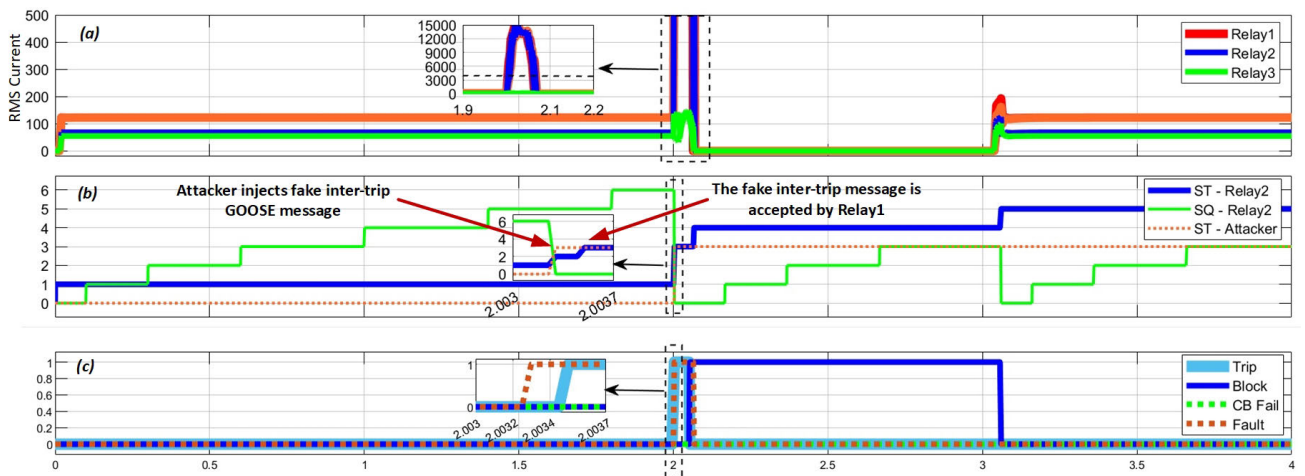 500
400
300
200
100
0
RMS Current
(a)
15000
12000
9000
6000
3000
0
1.9
2.1
2.2
Relay1
Relay2
Relay3
6
5
4
3
2
1
0
(b)
Attacker injects fake inter-trip
GOOSE message
The fake inter-trip message is
accepted by Relay1
6
4
2
0
2.003
2.0037
ST - Relay2
SQ - Relay2
ST - Attacker
1
0.8
0.6
0.4
0.2
0
(c)
1
0
2.003
2.0032
2.0034
2.0037
Trip
Block
CB Fail
Fault
0
0.5
1
1.5
2
2.5
3
3.5
4